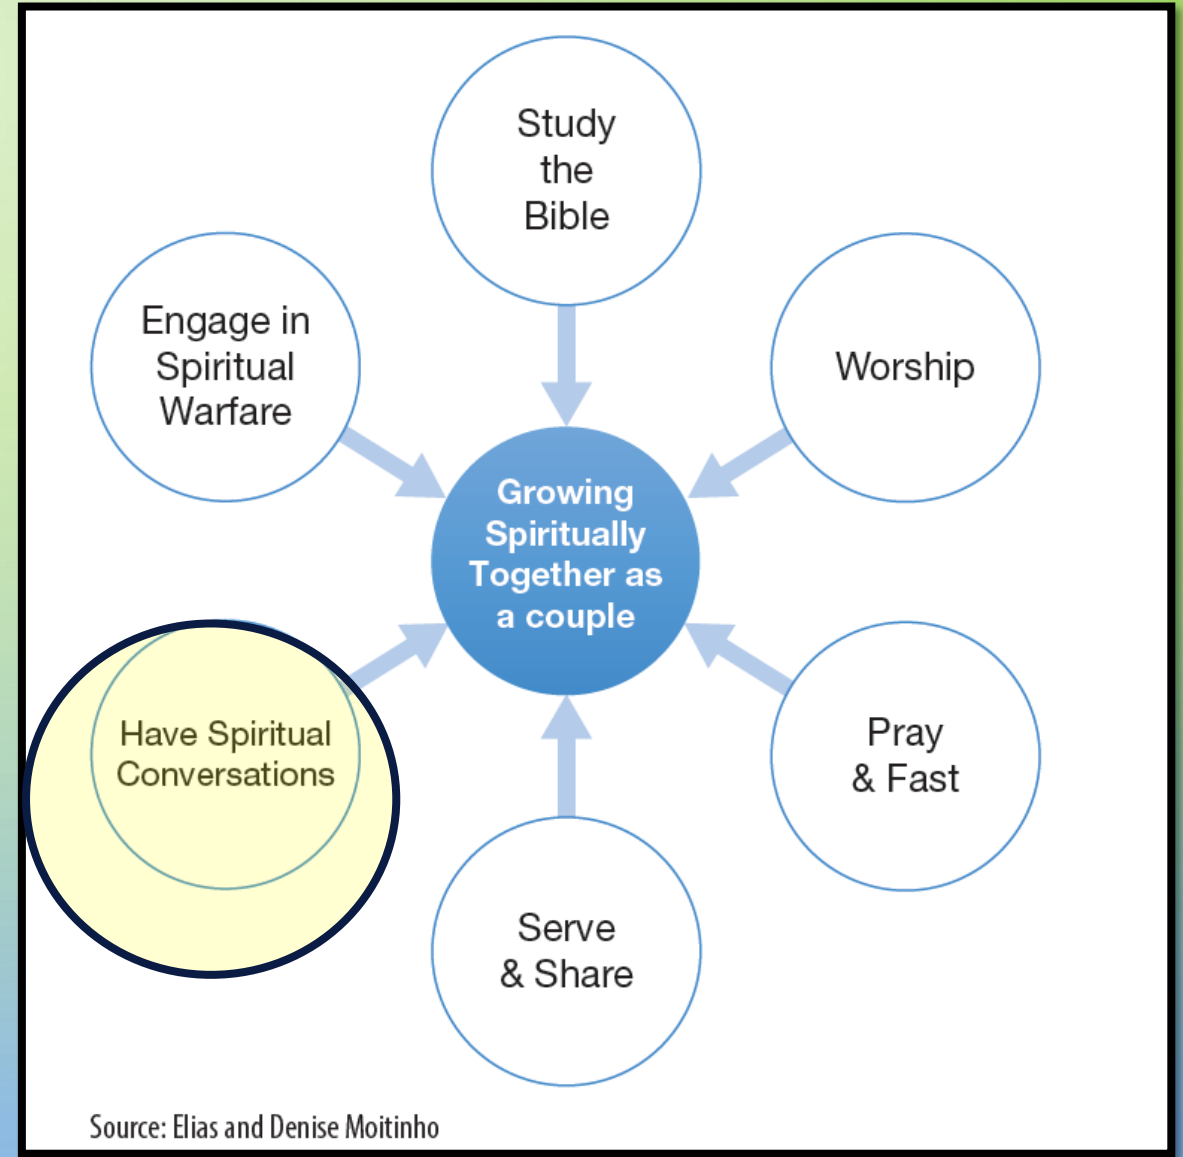 Study
the
Bible
Engage in
Spiritual
Warfare
Worship
Growing
Spiritually
Together as
a couple
Have Spiritual
Conversations
Pray
& Fast
Serve
& Share
Source: Elias and Denise Moitinho